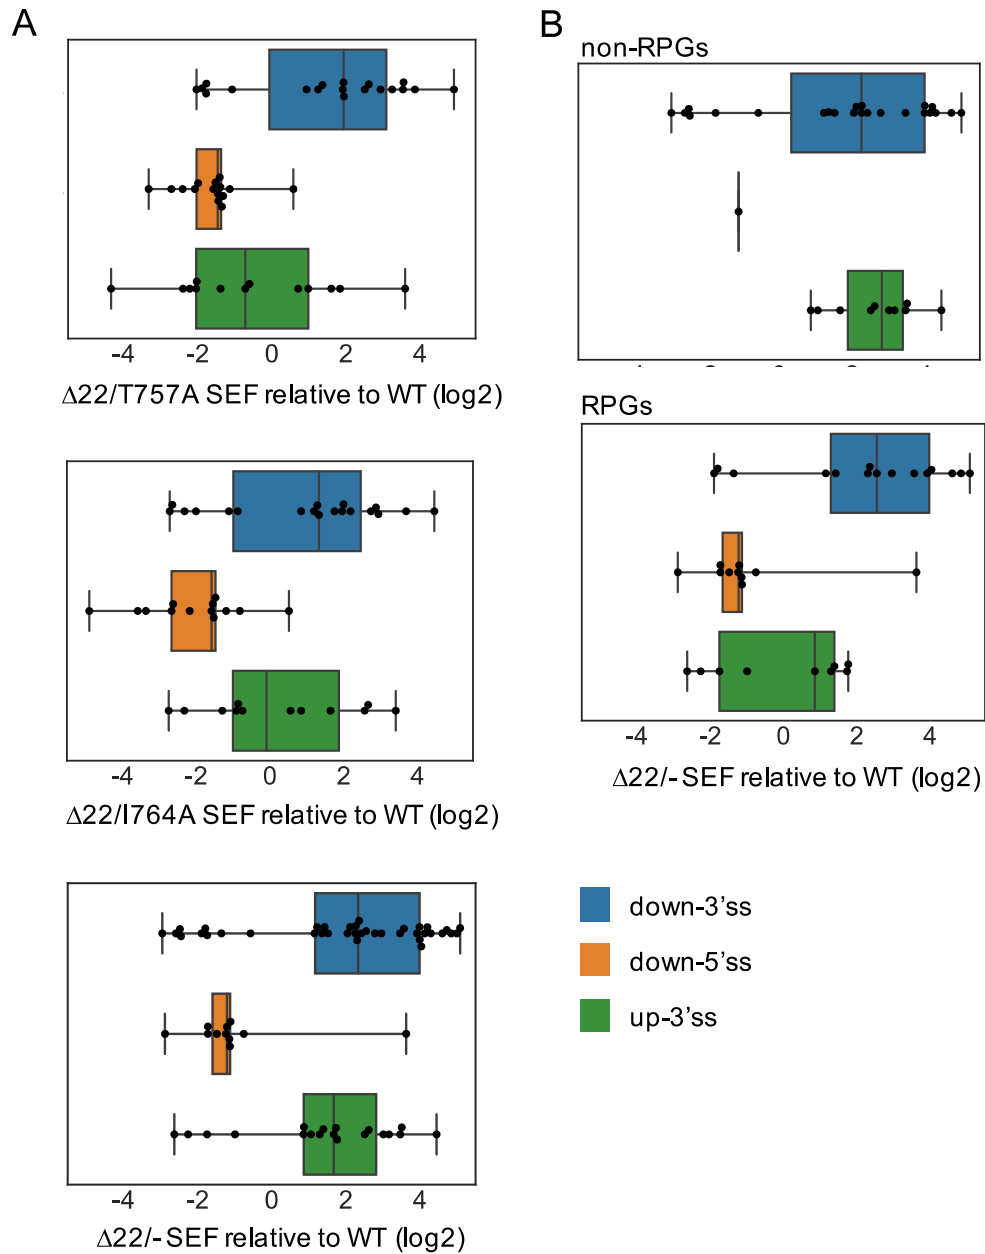 A
-4 -2 0 2 4
Δ22/T757A SEF relative to WT (log2)
-4 -2 0 2 4
Δ22/I764A SEF relative to WT (log2)
-4 -2 0 2 4
Δ22/- SEF relative to WT (log2)
B
non-RPGs
RPGs
-4 -2 0 2 4
Δ22/- SEF relative to WT (log2)
down-3'ss
down-5'ss
up-3'ss